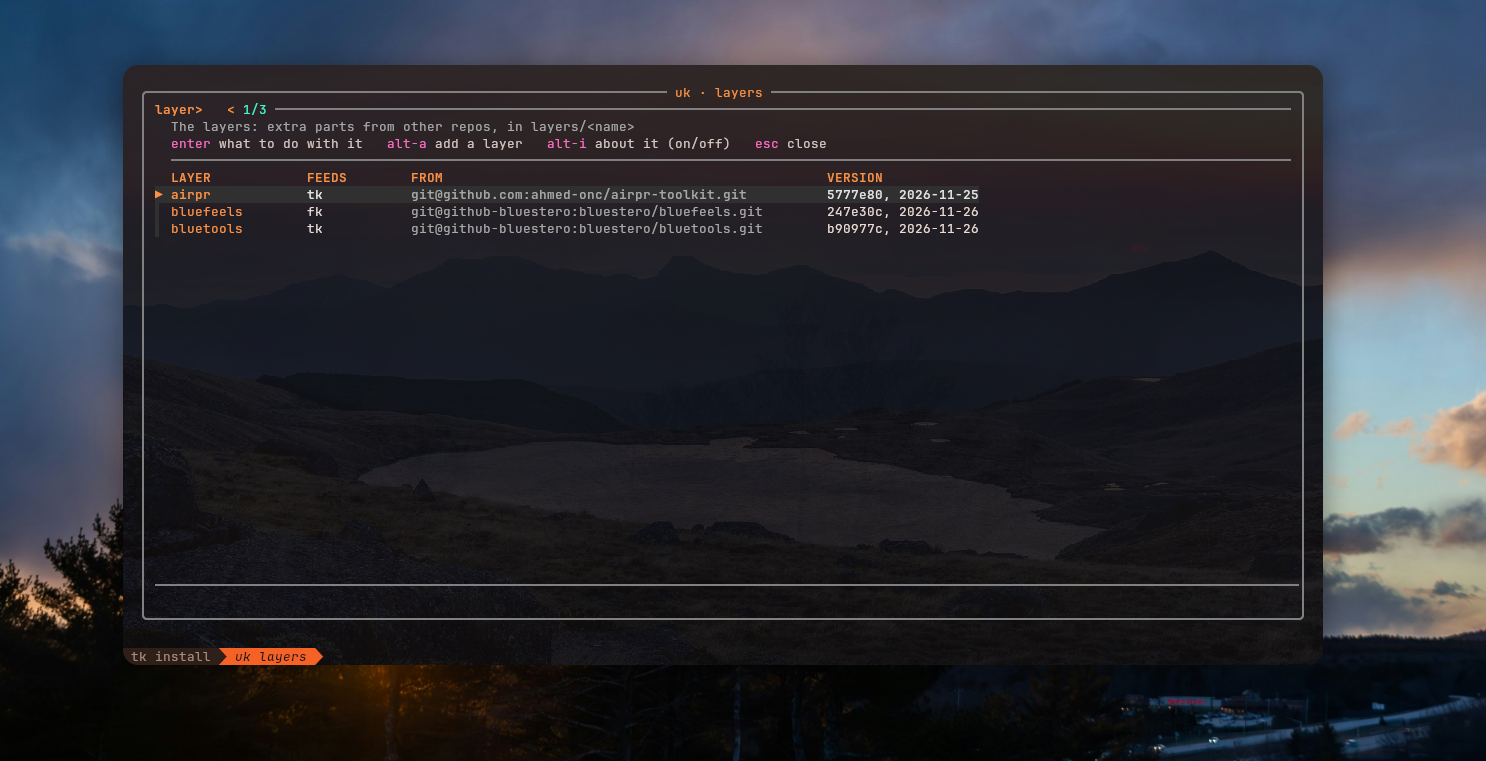 uk · layers
layer>   < 1/3
The layers: extra parts from other repos, in layers/<name>
enter what to do with it   alt-a add a layer   alt-i about it (on/off)   esc close
LAYER   FEEDS   FROM   VERSION
▶ airpr   tk   git@github.com:ahmed-onc/airpr-toolkit.git   5777e80, 2026-11-25
bluefeels   fk   git@github-bluestero:bluestero/bluefeels.git   247e30c, 2026-11-26
bluetools   tk   git@github-bluestero:bluestero/bluetools.git   b90977c, 2026-11-26
tk install   uk layers